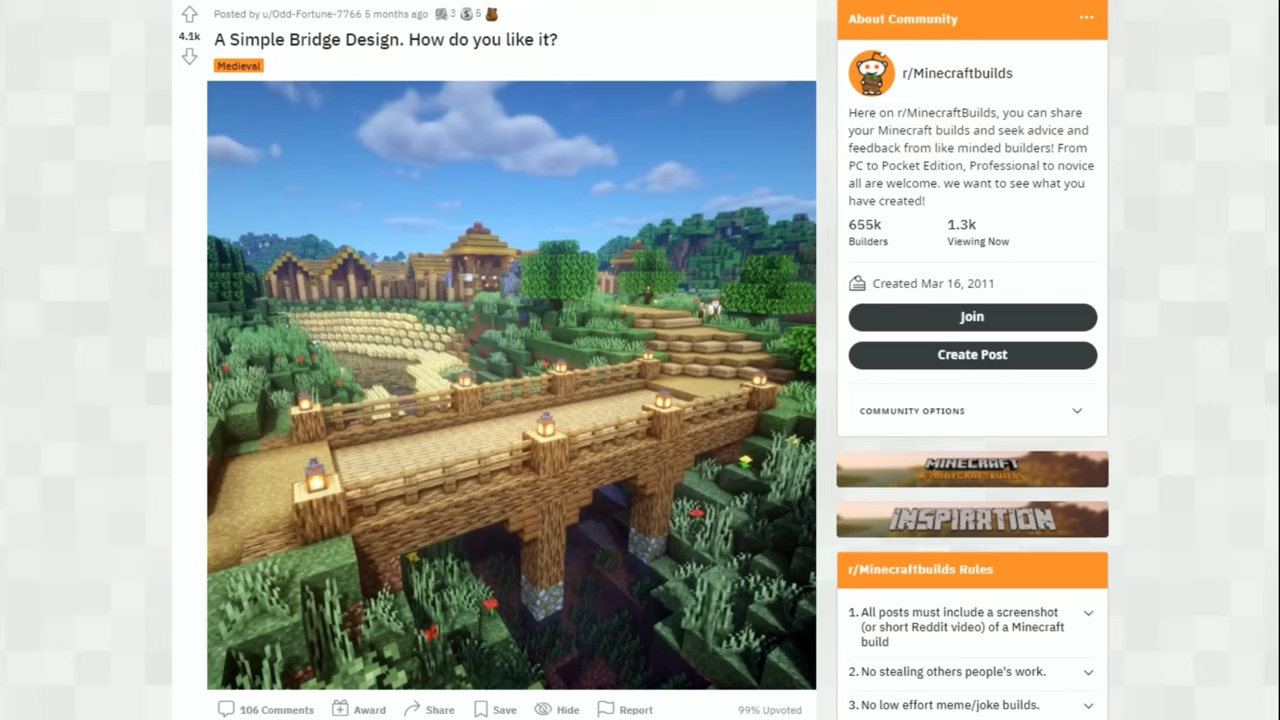 Posted by u/Odd-Fortune-7766 5 months ago 3 5
4.1k
A Simple Bridge Design. How do you like it?
Medieval
106 Comments Award Share Save Hide Report 99% Upvoted
About Community
r/Minecraftbuilds
Here on r/MinecraftBuilds, you can share
your Minecraft builds and seek advice and
feedback from like minded builders! From
PC to Pocket Edition, Professional to novice
all are welcome. we want to see what you
have created!
655k 1.3k
Builders Viewing Now
Created Mar 16, 2011
Join
Create Post
COMMUNITY OPTIONS
MINECRAFT
INSPIRATION
r/Minecraftbuilds Rules
1. All posts must include a screenshot
(or short Reddit video) of a Minecraft
build
2. No stealing others people's work.
3. No low effort meme/joke builds.